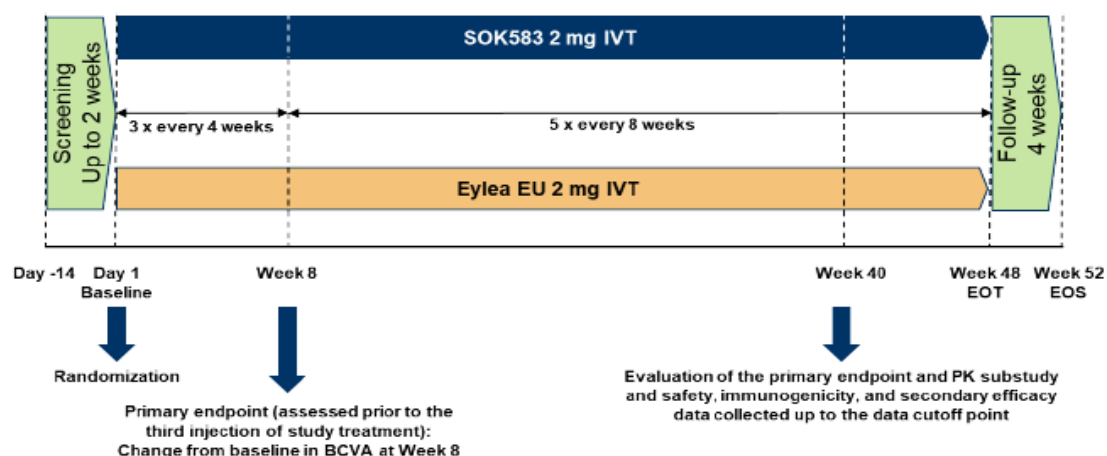 SOK583 2 mg IVT
Screening
Up to 2 weeks
3 x every 4 weeks
5 x every 8 weeks
Follow-up
4 weeks
Eylea EU 2 mg IVT
Day -14
Day 1
Baseline
Week 8
Week 40
Week 48
EOT
Week 52
EOS
Randomization
Primary endpoint (assessed prior to the
third injection of study treatment):
Change from baseline in BCVA at Week 8
Evaluation of the primary endpoint and PK substudy
and safety, immunogenicity, and secondary efficacy
data collected up to the data cutoff point